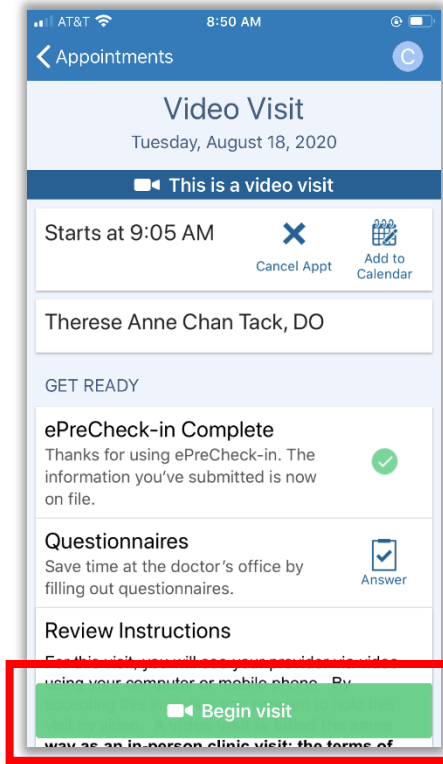 AT&T 8:50 AM
Appointments C
Video Visit
Tuesday, August 18, 2020
This is a video visit
Starts at 9:05 AM
Cancel Appt
Add to
Calendar
Therese Anne Chan Tack, DO
GET READY
ePreCheck-in Complete
Thanks for using ePreCheck-in. The
information you've submitted is now
on file.
Questionnaires
Save time at the doctor's office by
filling out questionnaires.
Answer
Review Instructions
For this visit, you will see your provider via video
using your computer or mobile phone. By
Begin visit
way as an in-person clinic visit; the terms of